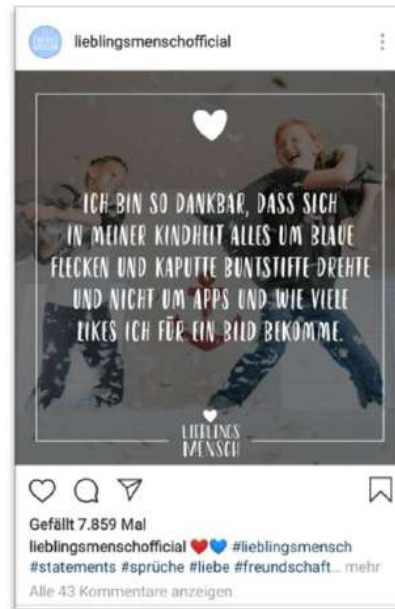 lieblingsmenschofficial
ICH BIN SO DANKBAR, DASS SICH
IN MEINER KINDHEIT ALLES UM BLAUE
FLECKEN UND KAPUTTE BUNTSTIFTE DREHTE
UND NICHT UM APPS UND WIE VIELE
LIKES ICH FÜR EIN BILD BEKOMME.
LIEBLINGS
MENSCH
Gefällt 7.859 Mal
lieblingsmenschofficial ❤️💙 #lieblingsmensch
#statements #sprüche #liebe #freundschaft... mehr
Alle 43 Kommentare anzeigen